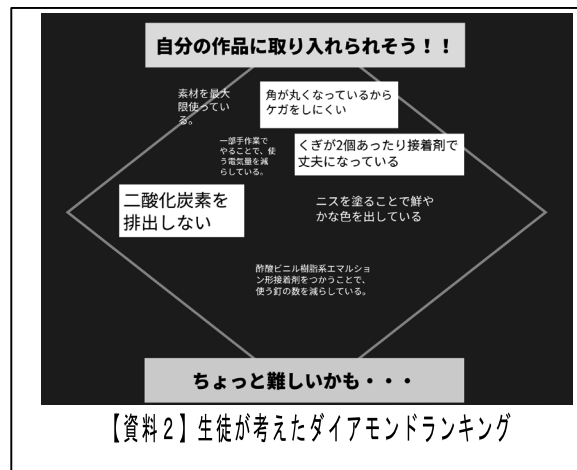 自分の作品に取り入れられそう！！
素材を最大
限使ってい
る。
角が丸くなっているから
ケガをしにくい
一部手作業で
やることで、使
う電気量を減
らしている。
くぎが2個あったり接着剤で
丈夫になっている
二酸化炭素を
排出しない
ニスを塗ることで鮮や
かな色を出している
酢酸ビニル樹脂系エマルショ
ン形接着剤をつかうことで、
使う釘の数を減らしている。
ちょっと難しいかも・・・
【資料２】生徒が考えたダイアモンドランキング